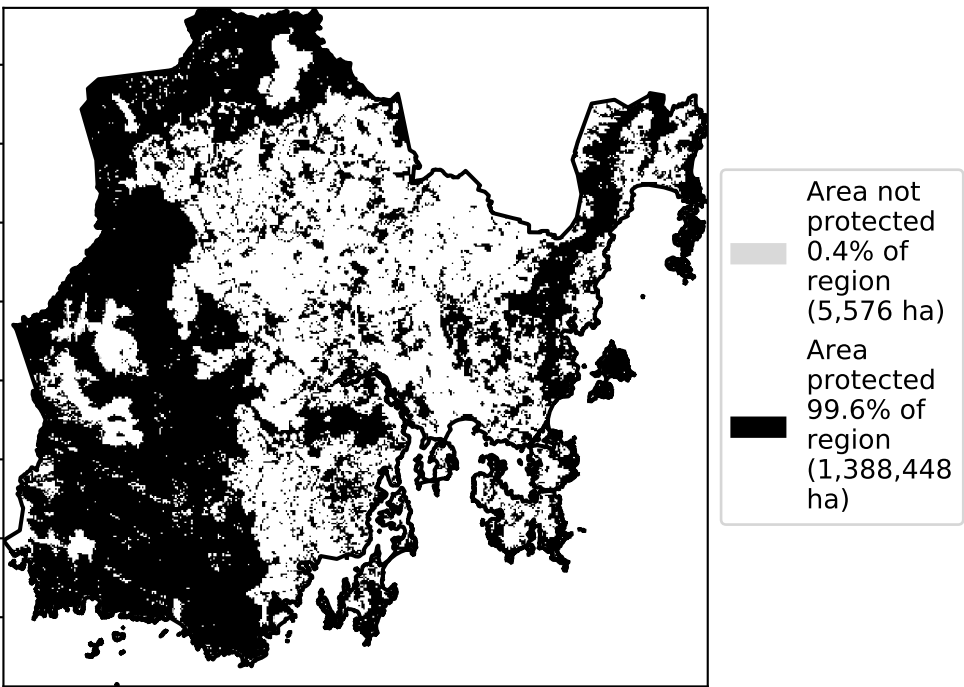 Area not
protected
0.4% of
region
(5,576 ha)
Area
protected
99.6% of
region
(1,388,448
ha)